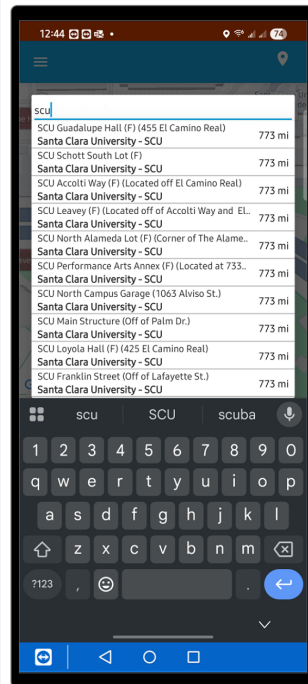 12:44
74
scu
SCU Guadalupe Hall (F) (455 El Camino Real)
Santa Clara University - SCU
773 mi
SCU Schott South Lot (F)
Santa Clara University - SCU
773 mi
SCU Accolti Way (F) (Located off El Camino Real)
Santa Clara University - SCU
773 mi
SCU Leavey (F) (Located off of Accolti Way and El..
Santa Clara University - SCU
773 mi
SCU North Alameda Lot (F) (Corner of The Alame..
Santa Clara University - SCU
773 mi
SCU Performance Arts Annex (F) (Located at 733..
Santa Clara University - SCU
773 mi
SCU North Campus Garage (1063 Alviso St.)
Santa Clara University - SCU
773 mi
SCU Main Structure (Off of Palm Dr.)
Santa Clara University - SCU
773 mi
SCU Loyola Hall (F) (425 El Camino Real)
Santa Clara University - SCU
773 mi
SCU Franklin Street (Off of Lafayette St.)
Santa Clara University - SCU
773 mi
scu SCU scuba
1 2 3 4 5 6 7 8 9 0
q w e r t y u i o p
a s d f g h j k l
z x c v b n m
?123 , .